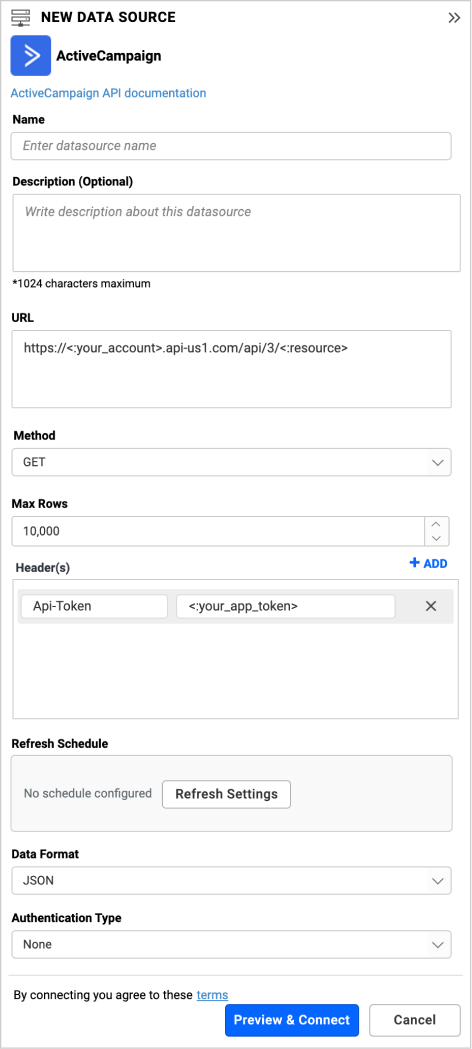 NEW DATA SOURCE
ActiveCampaign
ActiveCampaign API documentation
Name
Enter datasource name
Description (Optional)
Write description about this datasource
*1024 characters maximum
URL
https://<:your_account>.api-us1.com/api/3/<:resource>
Method
GET
Max Rows
10,000
Header(s)
+ ADD
Api-Token
<:your_app_token>
Refresh Schedule
No schedule configured
Refresh Settings
Data Format
JSON
Authentication Type
None
By connecting you agree to these terms
Preview & Connect
Cancel